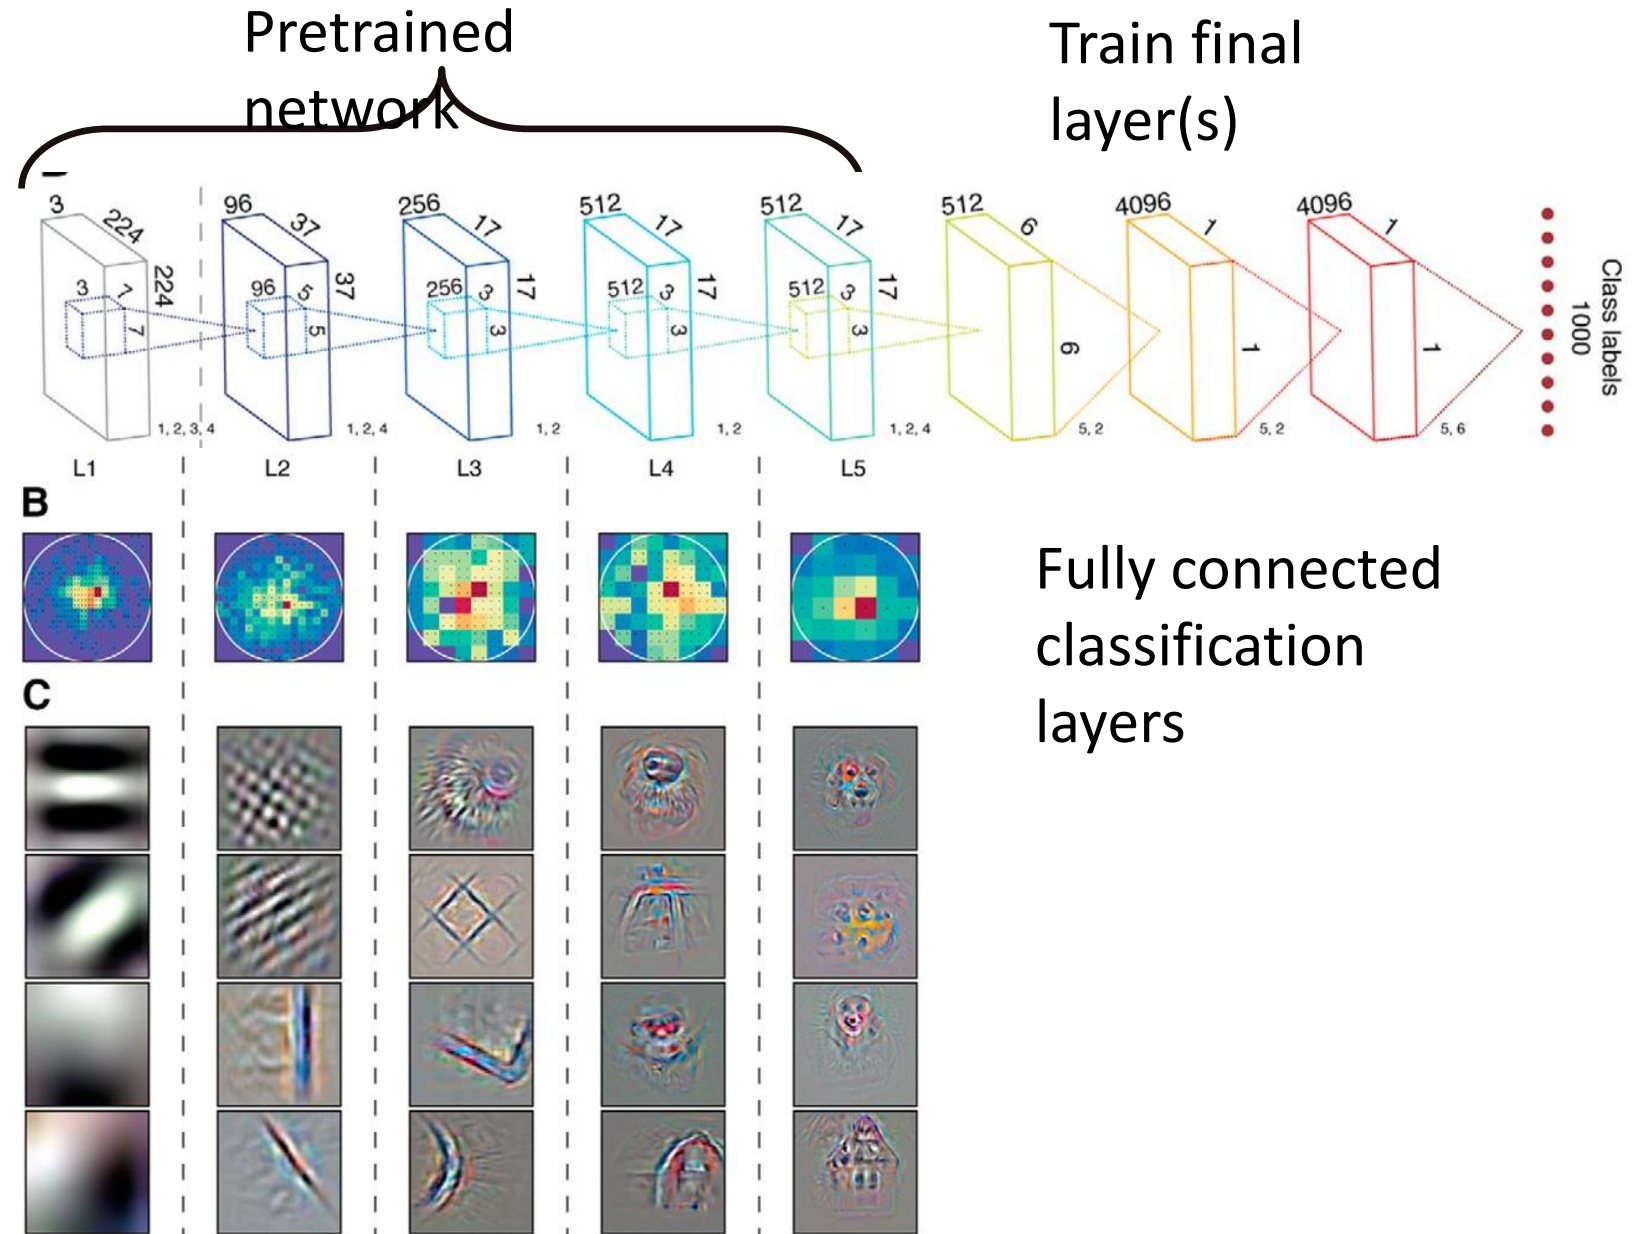 Pretrained
network
Train final
layer(s)
3 224 224
3 7 7
1, 2, 3, 4
96 37 37
96 5 5
1, 2, 4
256 17 17
256 3 3
1, 2
512 17 17
512 3 3
1, 2
512 17 17
512 3 3
1, 2, 4
512 6 6
5, 2
4096 1 1
5, 2
4096 1 1
5, 6
Class labels
1000
L1 L2 L3 L4 L5
B
Fully connected
classification
layers
C